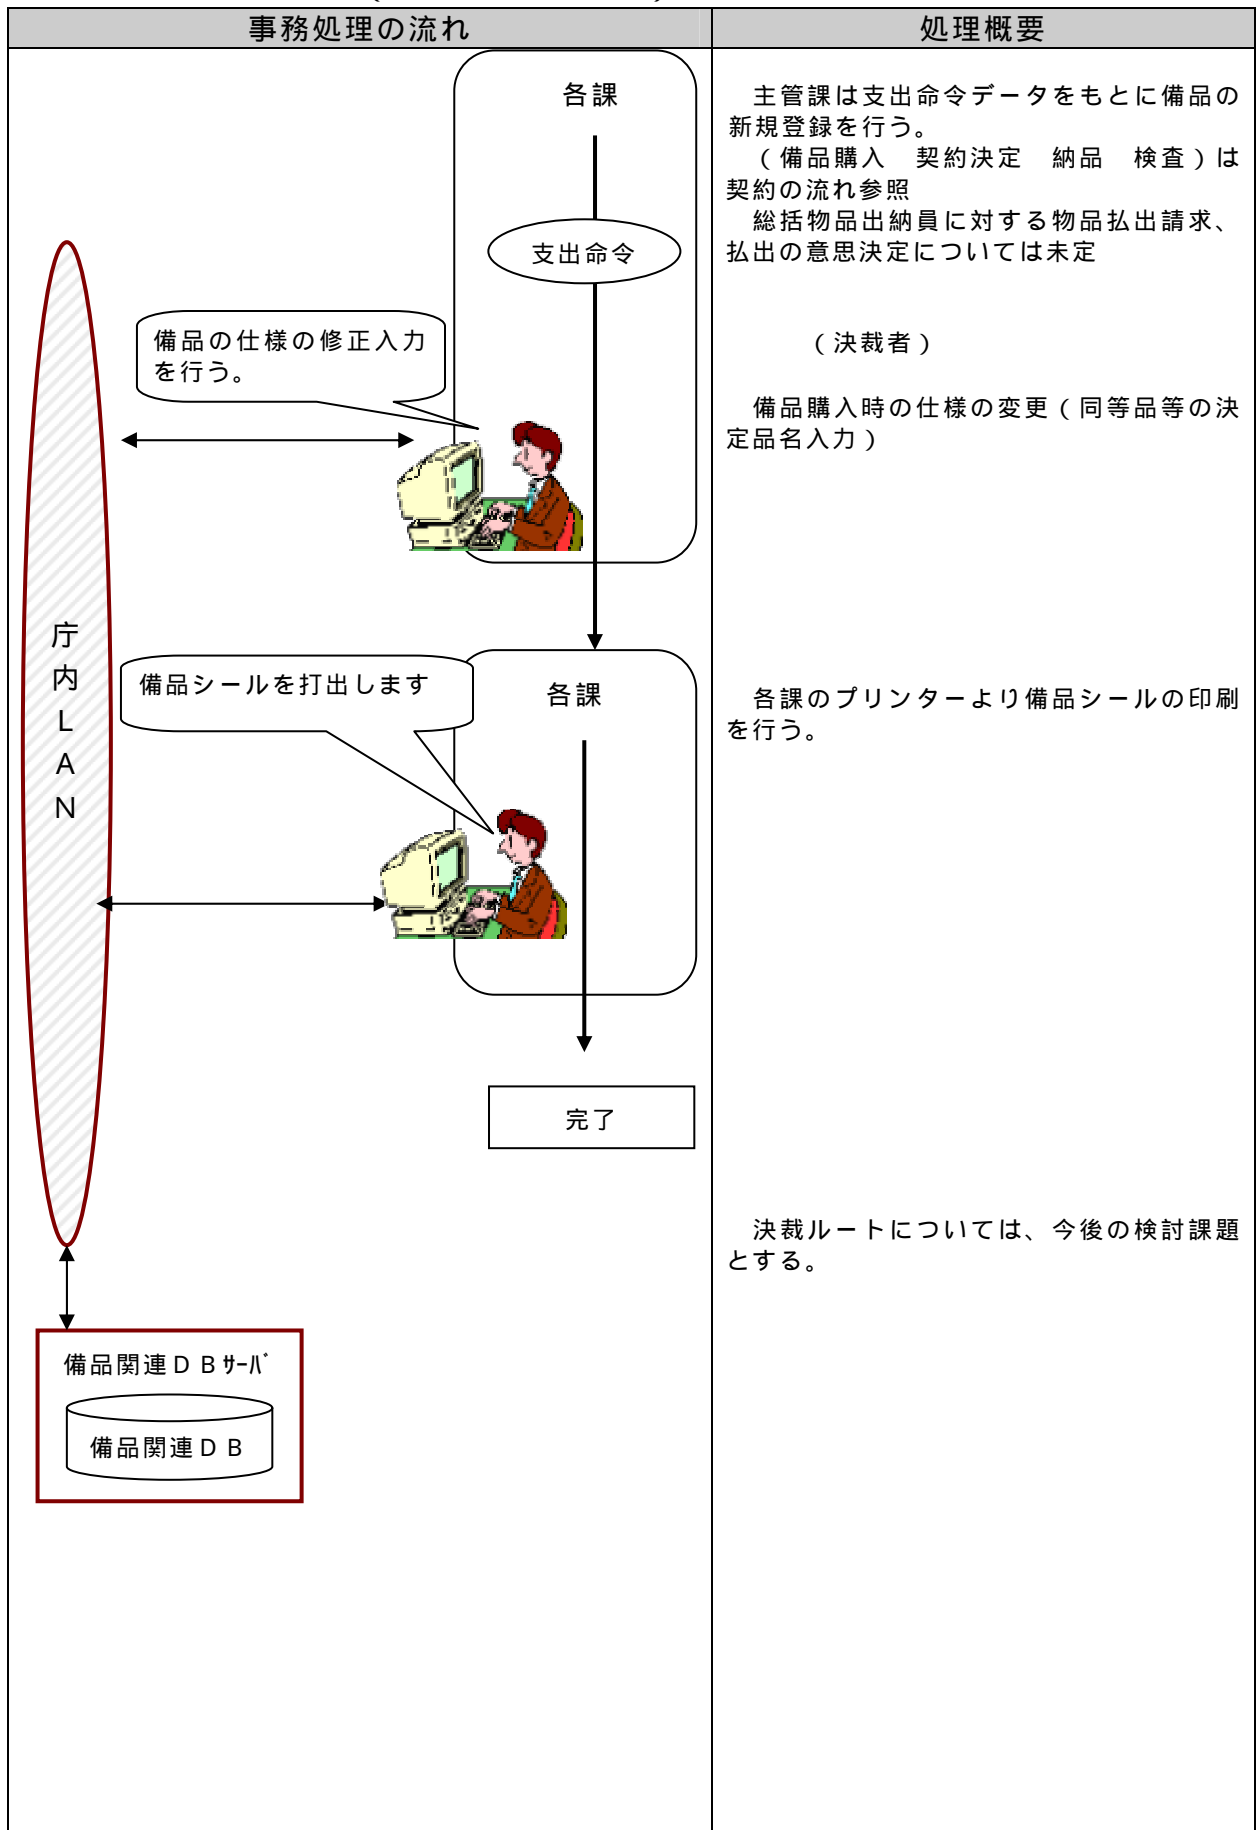 事務処理の流れ
処理概要
各課
支出命令
備品の仕様の修正入力
を行う。
庁
内
Ｌ
Ａ
Ｎ
備品シールを打出します
各課
完了
備品関連ＤＢｻｰﾊﾞ
備品関連ＤＢ
主管課は支出命令データをもとに備品の
新規登録を行う。
（備品購入　契約決定　納品　検査）は
契約の流れ参照
総括物品出納員に対する物品払出請求、
払出の意思決定については未定
（決裁者）
備品購入時の仕様の変更（同等品等の決
定品名入力）
各課のプリンターより備品シールの印刷
を行う。
決裁ルートについては、今後の検討課題
とする。